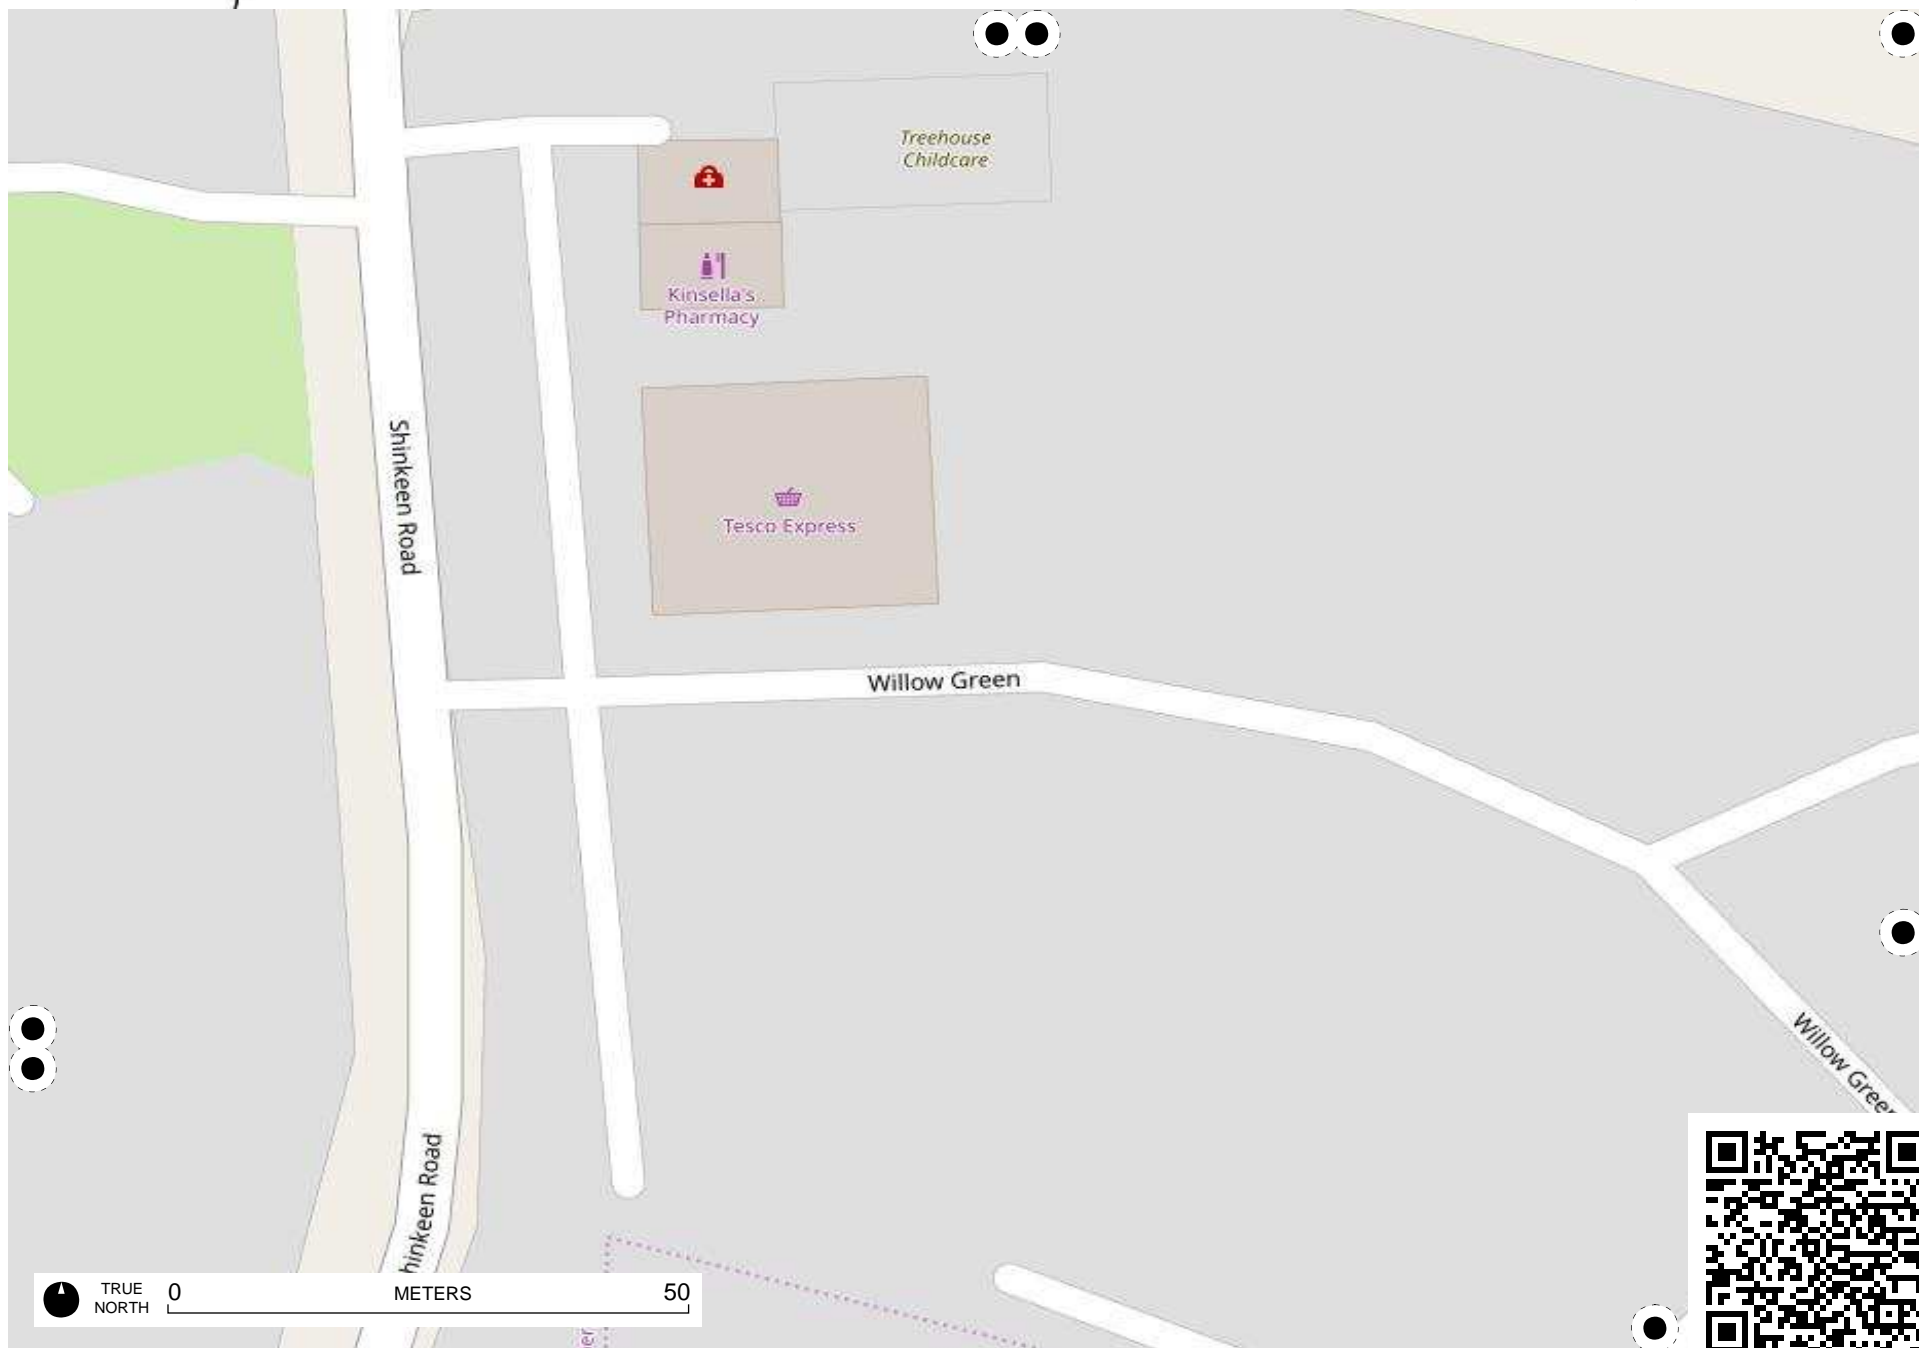 Treehouse
Childcare
Kinsella's
Pharmacy
Shinkeen Road
Tesco Express
Willow Green
Willow Green
hinkeen Road
TRUE
NORTH
0
METERS
50
er